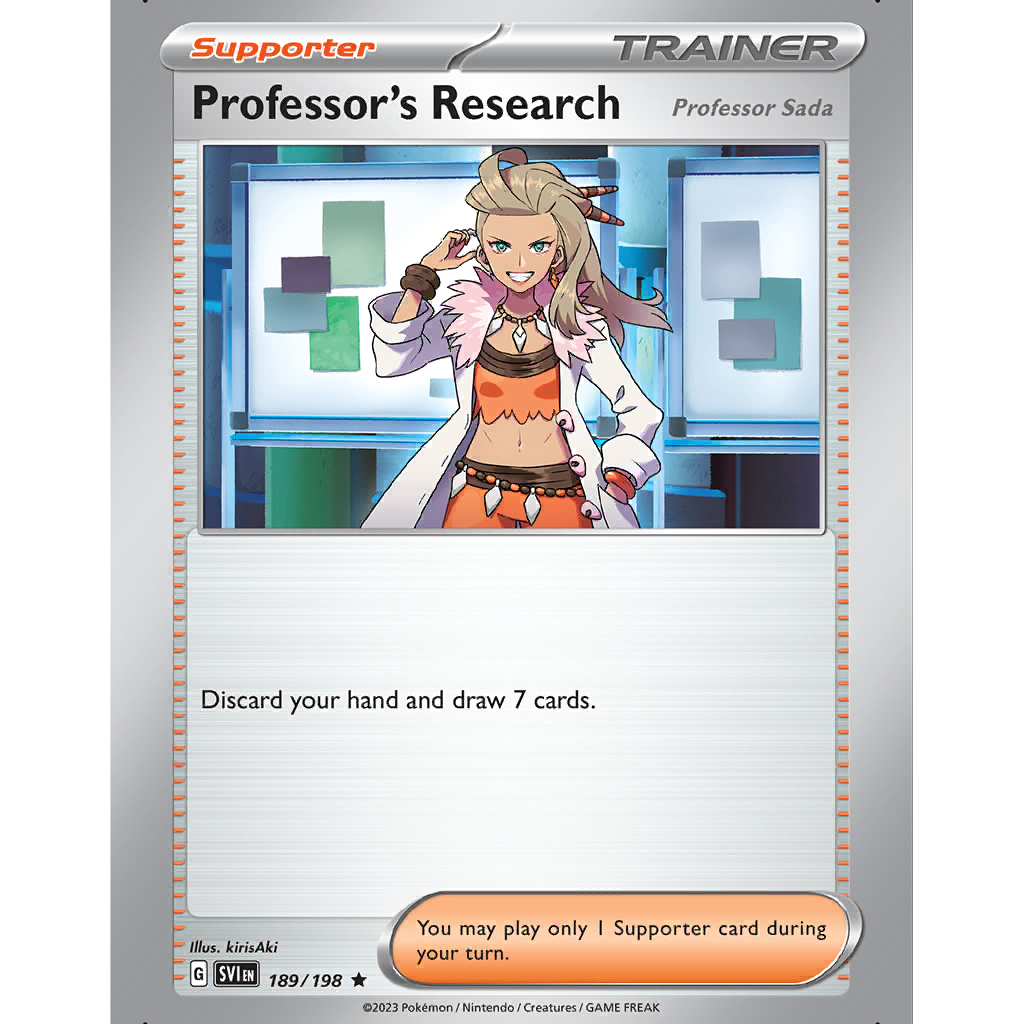 Supporter TRAINER
Professor's Research Professor Sada
Discard your hand and draw 7 cards.
You may play only 1 Supporter card during
your turn.
Illus. kirisAki
G SVI EN 189/198 ★
©2023 Pokémon / Nintendo / Creatures / GAME FREAK